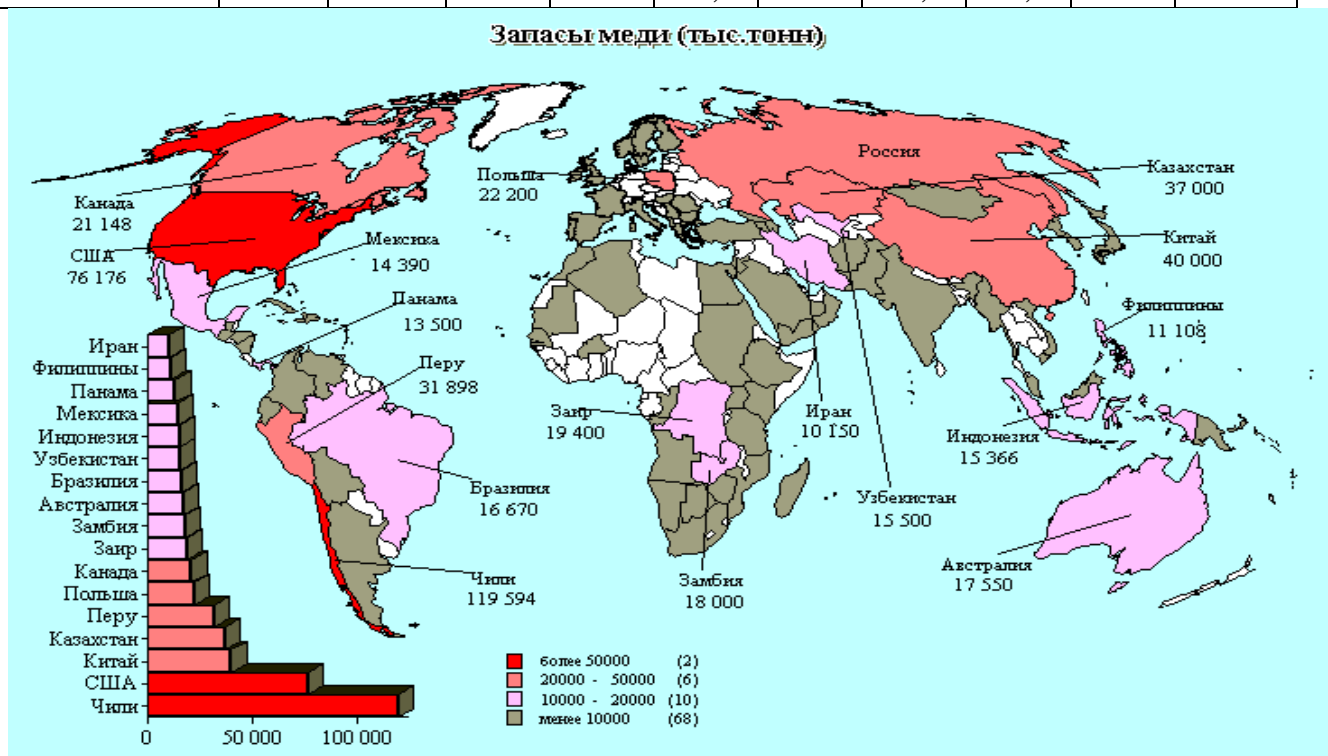 Запасы меди (тыс.тонн)
Россия
Казахстан
37 000
Польша
22 200
Канада
21 148
США
76 176
Мексика
14 390
Китай
40 000
Панама
13 500
Филиппины
11 108
Перу
31 898
Заир
19 400
Иран
10 150
Индонезия
15 366
Бразилия
16 670
Узбекистан
15 500
Австралия
17 550
Чили
119 594
Замбия
18 000
Иран
Филиппины
Панама
Мексика
Индонезия
Узбекистан
Бразилия
Австралия
Замбия
Заир
Канада
Польша
Перу
Казахстан
Китай
США
Чили
0 50 000 100 000
более 50000 (2)
20000 - 50000 (6)
10000 - 20000 (10)
менее 10000 (68)